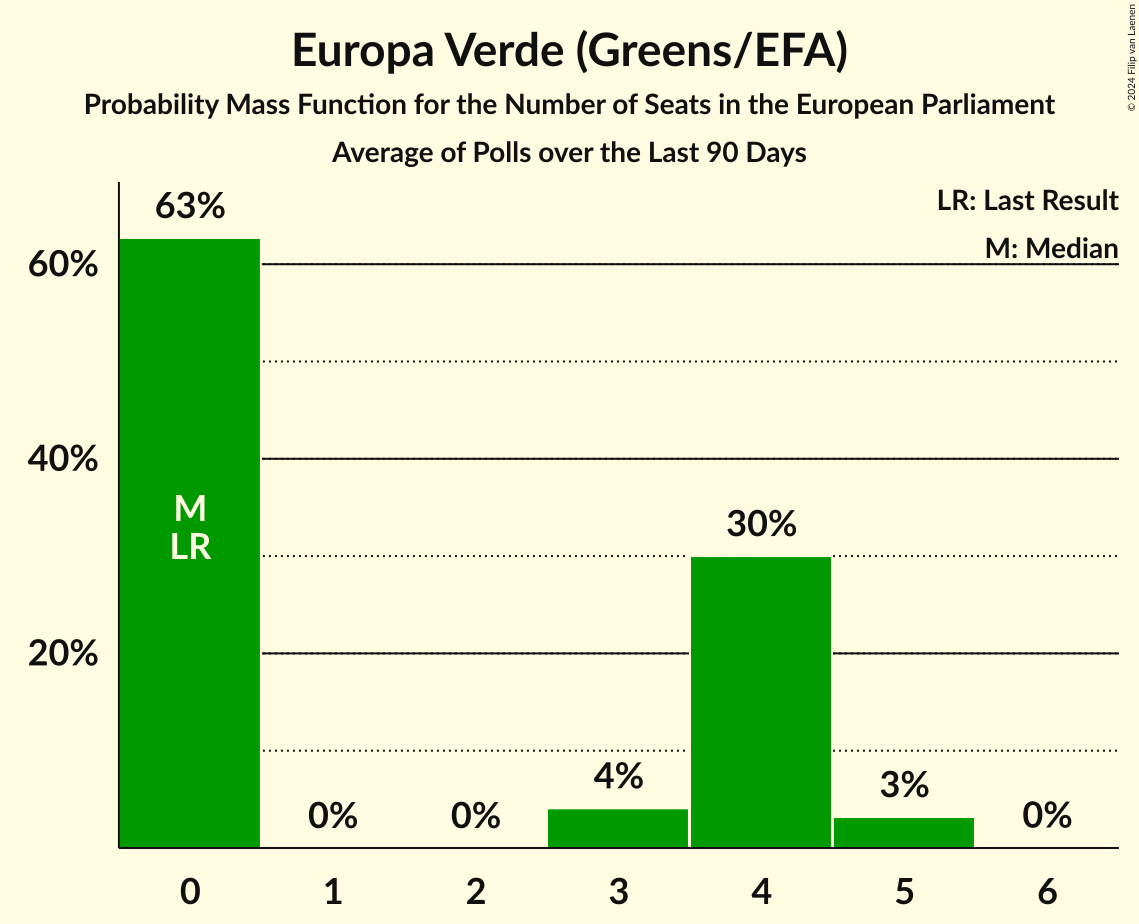 Europa Verde (Greens/EFA)
Probability Mass Function for the Number of Seats in the European Parliament
Average of Polls over the Last 90 Days
© 2024 Filip van Laenen
LR: Last Result
M: Median
63%
60%
40%
20%
M
LR
0%
0%
4%
30%
3%
0%
0 1 2 3 4 5 6